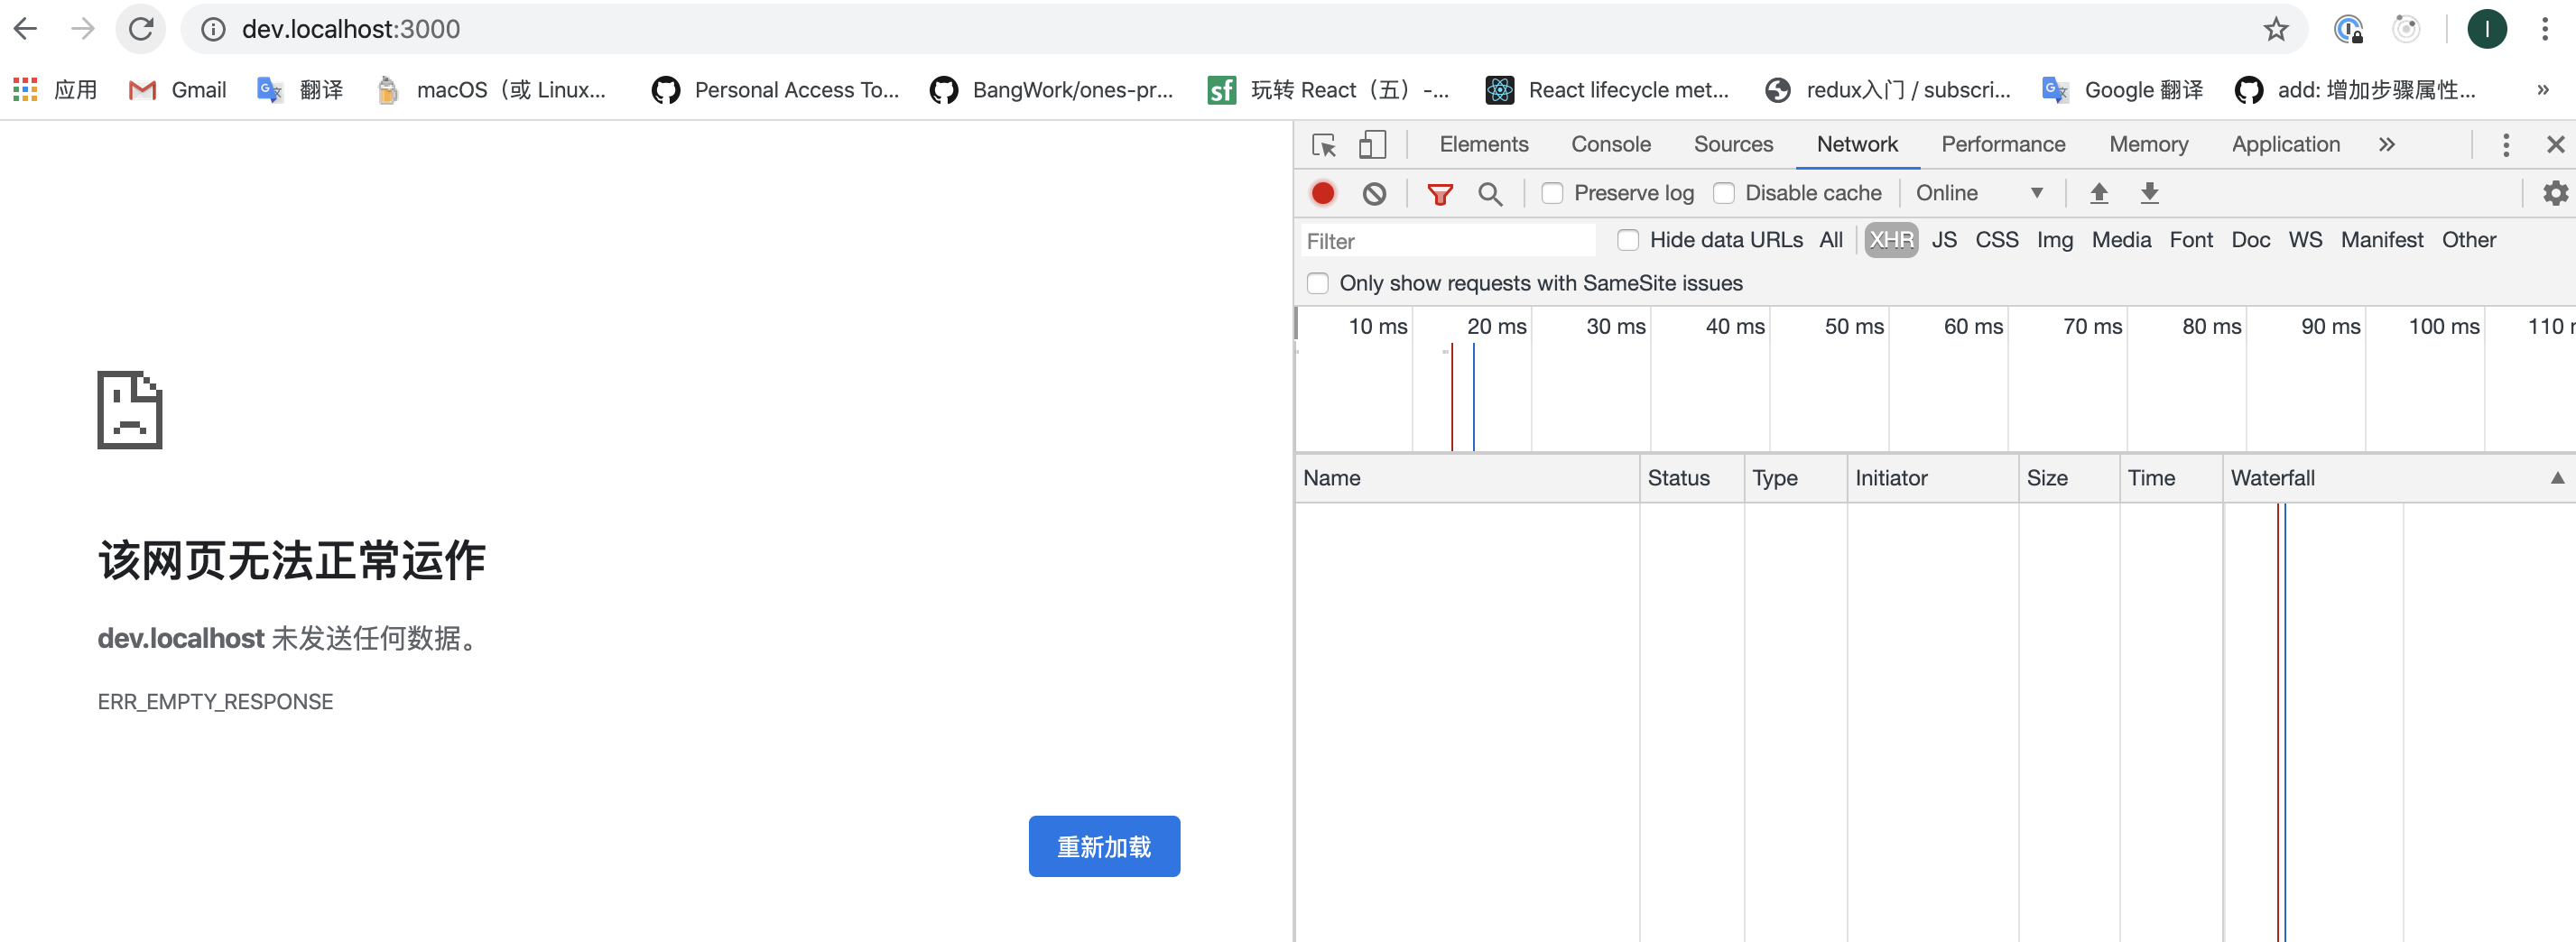 dev.localhost:3000
应用 Gmail 翻译 macOS（或 Linux... Personal Access To... BangWork/ones-pr... sf 玩转 React（五）-... React lifecycle met... redux入门 / subscri... Google 翻译 add: 增加步骤属性... »
Elements Console Sources Network Performance Memory Application »
Preserve log Disable cache Online
Filter Hide data URLs All XHR JS CSS Img Media Font Doc WS Manifest Other
Only show requests with SameSite issues
10 ms 20 ms 30 ms 40 ms 50 ms 60 ms 70 ms 80 ms 90 ms 100 ms 110 m
Name Status Type Initiator Size Time Waterfall
该网页无法正常运作
dev.localhost 未发送任何数据。
ERR_EMPTY_RESPONSE
重新加载